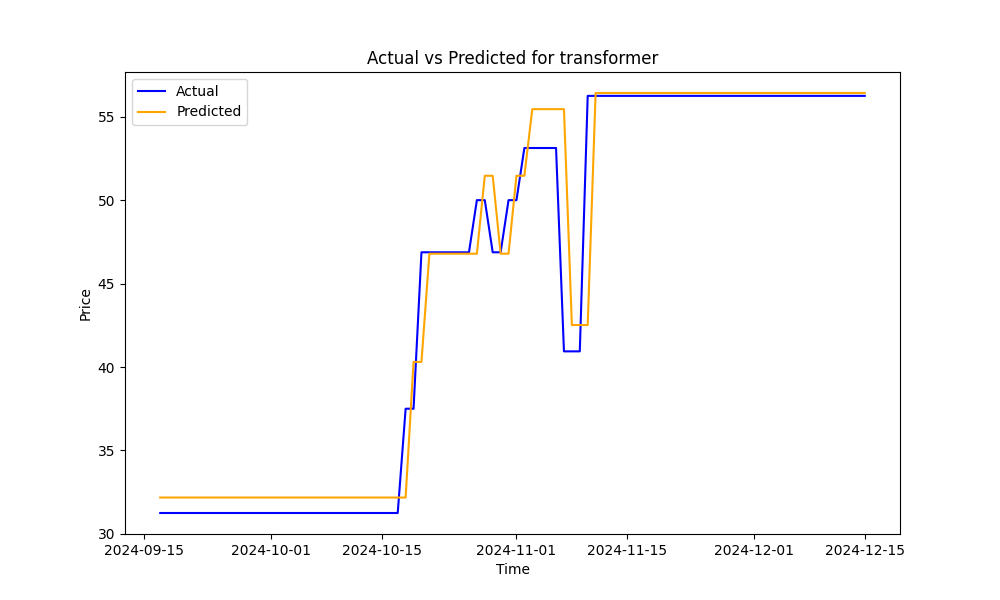 Actual vs Predicted for transformer
Actual
Predicted
Price
55
50
45
40
35
30
2024-09-15
2024-10-01
2024-10-15
2024-11-01
2024-11-15
2024-12-01
2024-12-15
Time